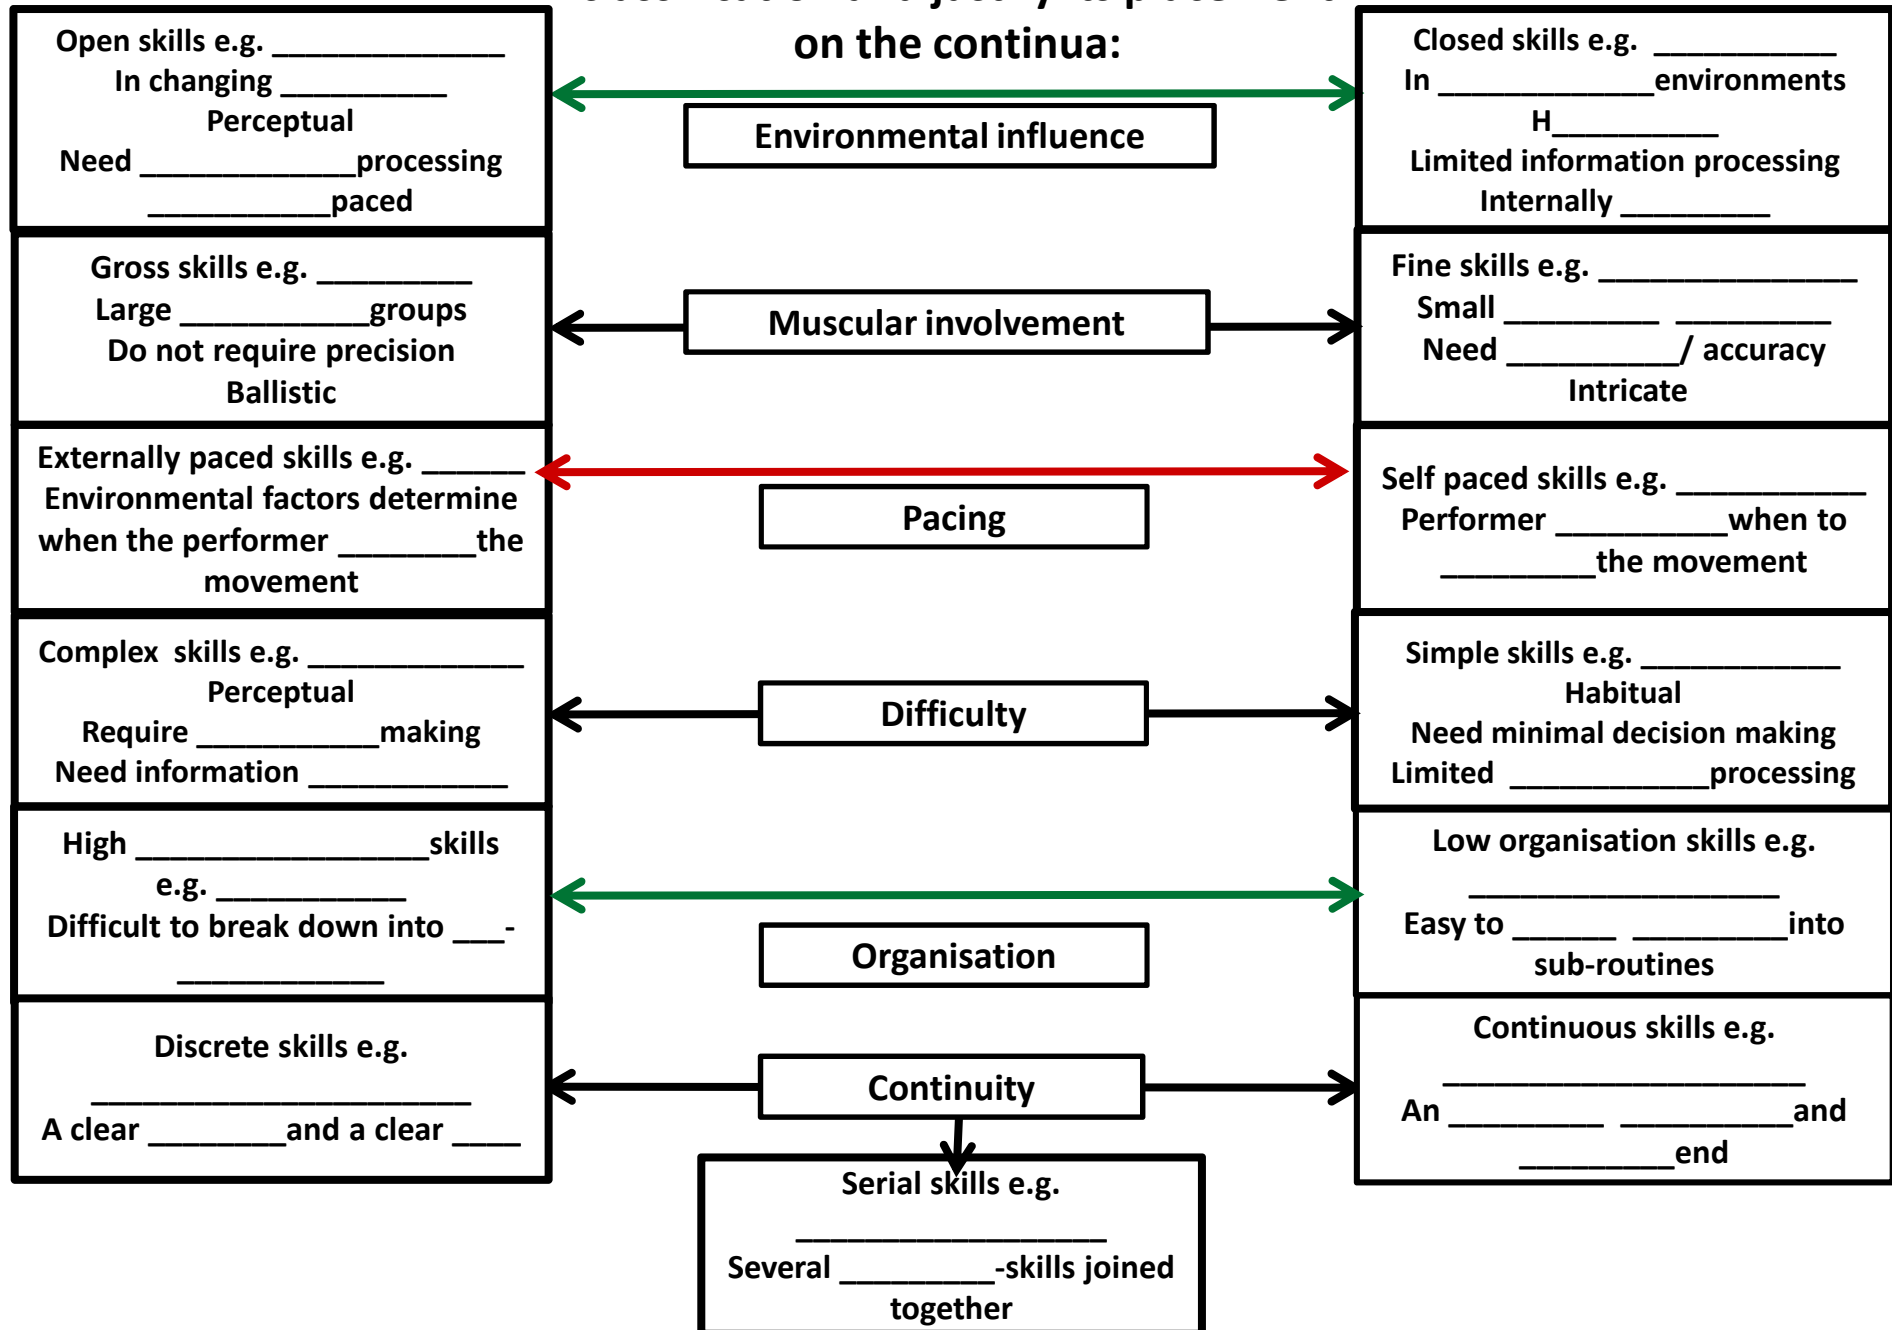 on the continua:
Open skills e.g. ______________
In changing __________
Perceptual
Need _____________processing
___________paced
Environmental influence
Closed skills e.g. ___________
In _____________environments
H__________
Limited information processing
Internally _________
Gross skills e.g. _________
Large ___________groups
Do not require precision
Ballistic
Muscular involvement
Fine skills e.g. _______________
Small _________ _________
Need __________/ accuracy
Intricate
Externally paced skills e.g. ______
Environmental factors determine
when the performer ________the
movement
Pacing
Self paced skills e.g. ___________
Performer __________when to
_________the movement
Complex skills e.g. _____________
Perceptual
Require ___________making
Need information ____________
Difficulty
Simple skills e.g. ____________
Habitual
Need minimal decision making
Limited ____________processing
High _________________skills
e.g. ___________
Difficult to break down into ___-
____________
Organisation
Low organisation skills e.g.
__________________
Easy to ______ _________into
sub-routines
Discrete skills e.g.
______________________
A clear ________and a clear ____
Continuity
Continuous skills e.g.
_____________________
An _________ __________and
_________end
Serial skills e.g.
__________________
Several _________-skills joined
together